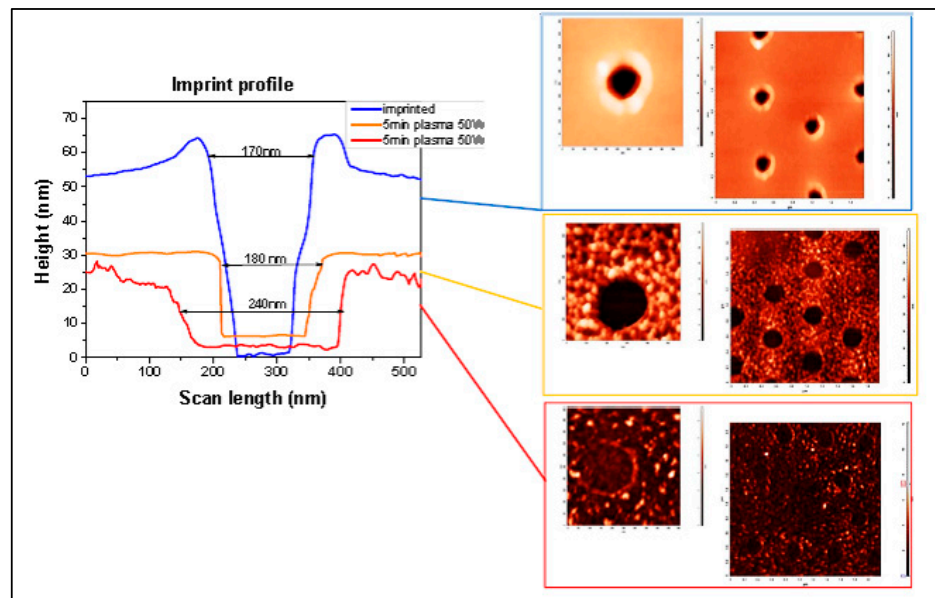 Imprint profile
imprinted
5min plasma 50W
5min plasma 50W
Height (nm)
70
60
50
40
30
20
10
0
170nm
180 nm
240nm
0 100 200 300 400 500
Scan length (nm)